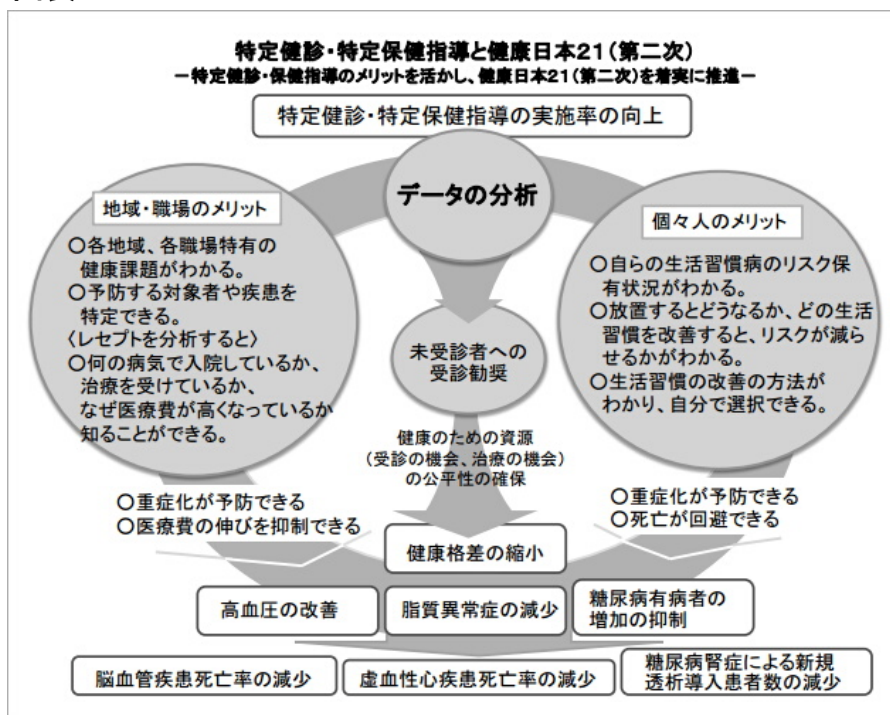 特定健診・特定保健指導と健康日本21(第二次)
－特定健診・保健指導のメリットを活かし、健康日本21(第二次)を着実に推進－
特定健診・特定保健指導の実施率の向上
データの分析
地域・職場のメリット
○各地域、各職場特有の
健康課題がわかる。
○予防する対象者や疾患を
特定できる。
〈レセプトを分析すると〉
○何の病気で入院しているか、
治療を受けているか、
なぜ医療費が高くなっているか
知ることができる。
個々人のメリット
○自らの生活習慣病のリスク保
有状況がわかる。
○放置するとどうなるか、どの生活
習慣を改善すると、リスクが減ら
せるかがわかる。
○生活習慣の改善の方法が
わかり、自分で選択できる。
未受診者への
受診勧奨
健康のための資源
(受診の機会、治療の機会)
の公平性の確保
○重症化が予防できる
○医療費の伸びを抑制できる
○重症化が予防できる
○死亡が回避できる
健康格差の縮小
高血圧の改善
脂質異常症の減少
糖尿病有病者の
増加の抑制
脳血管疾患死亡率の減少
虚血性心疾患死亡率の減少
糖尿病腎症による新規
透析導入患者数の減少